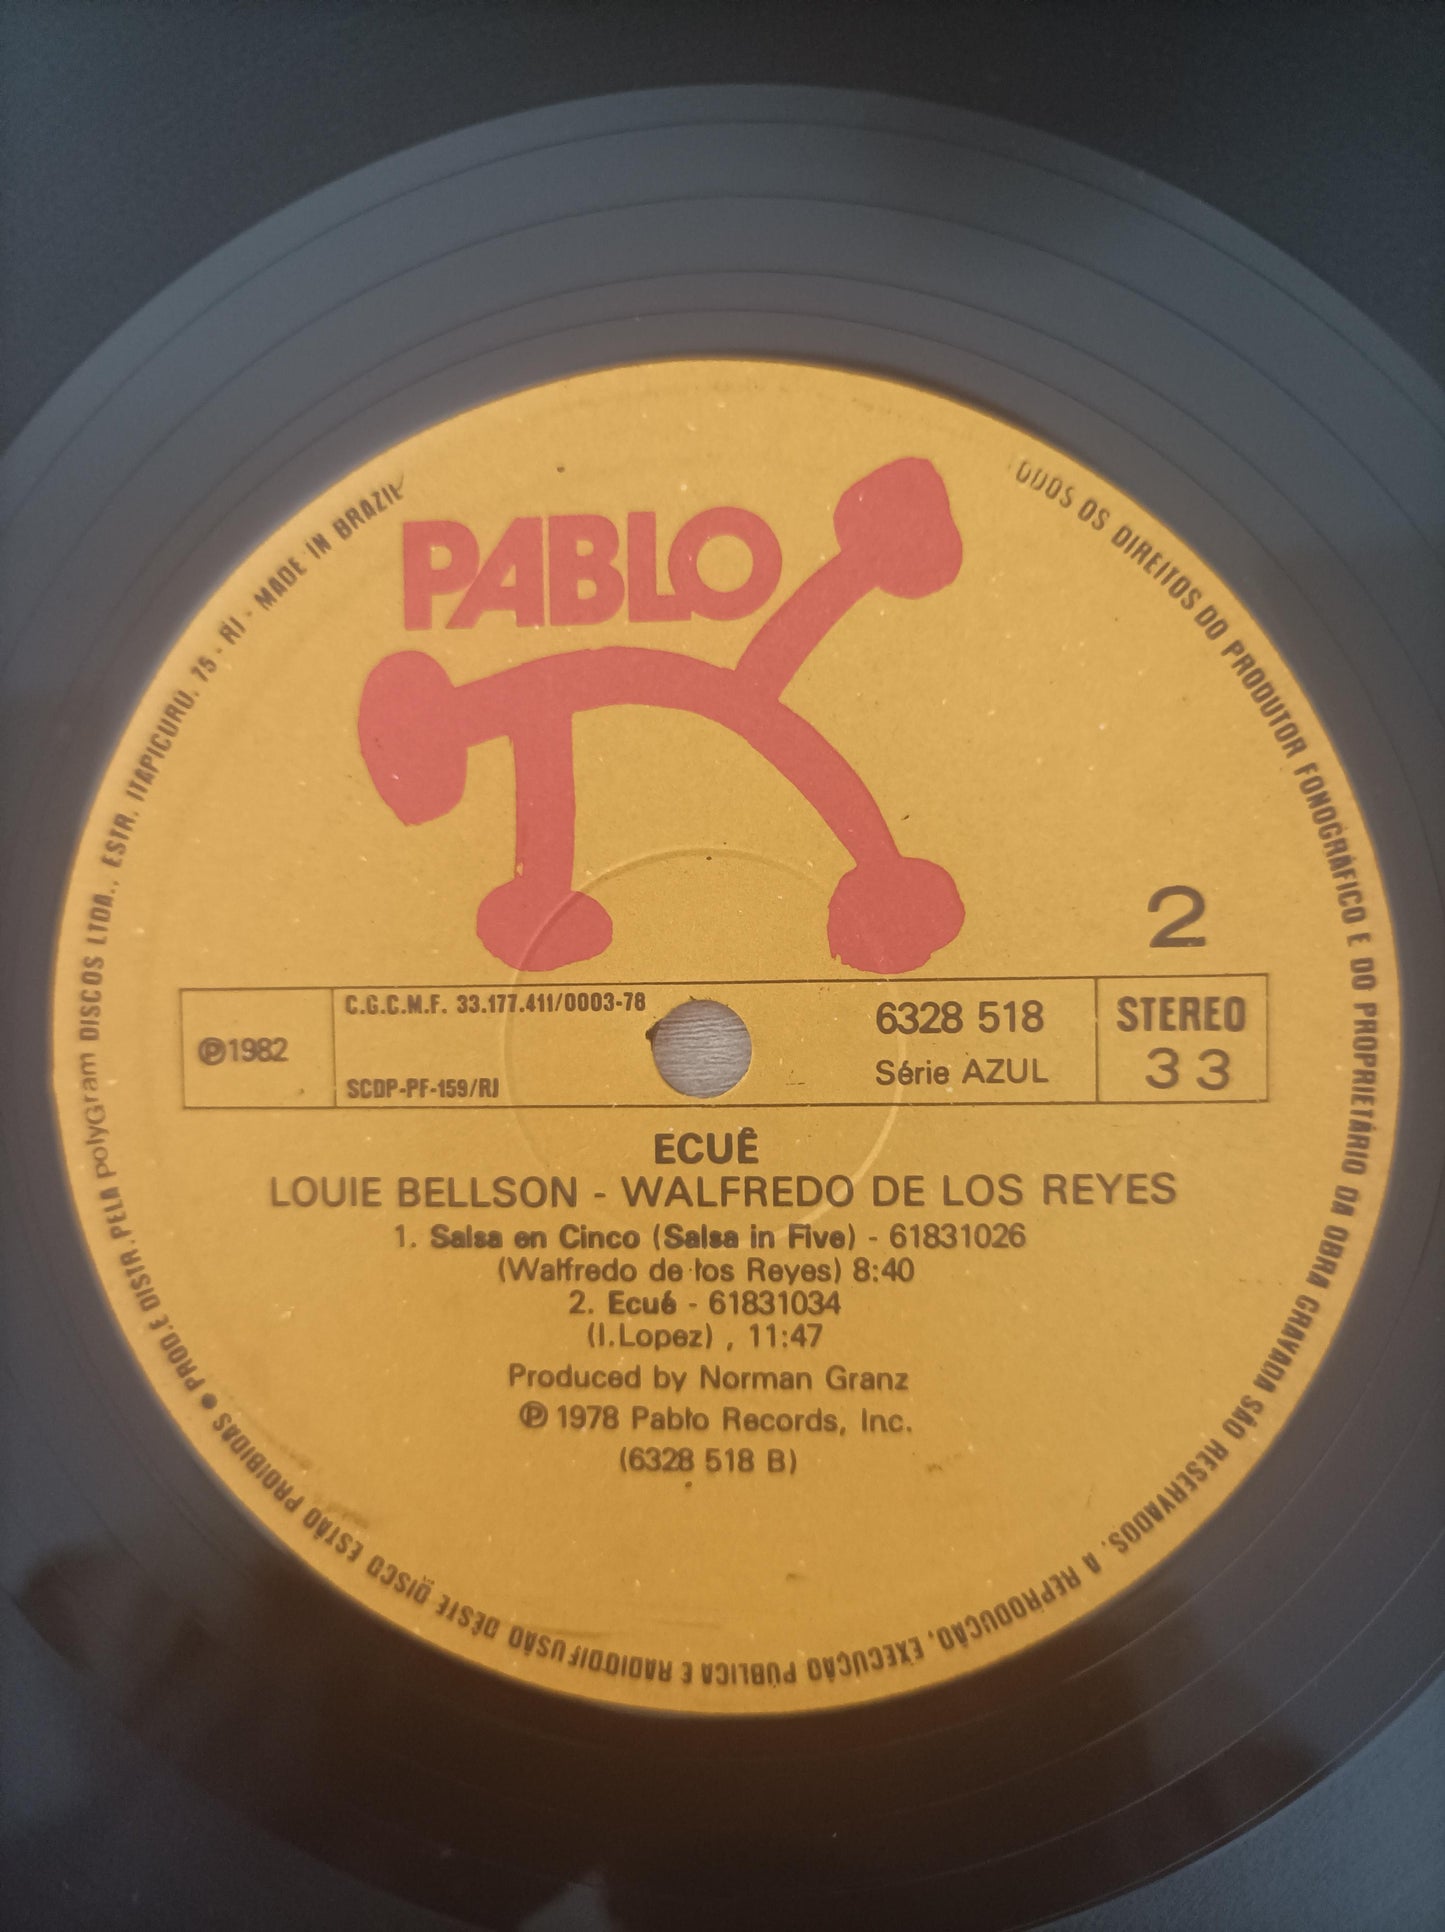 PABLO
2
℗1982
C.G.C.M.F. 33.177.411/0003-78
SCDP-PF-159/RJ
6328 518
Série AZUL
STEREO
33
ECUÊ
LOUIE BELLSON - WALFREDO DE LOS REYES
1. Salsa en Cinco (Salsa in Five) - 61831026
(Walfredo de los Reyes) 8:40
2. Ecué - 61831034
(I.Lopez) , 11:47
Produced by Norman Granz
℗ 1978 Pablo Records, Inc.
(6328 518 B)
OS DIREITOS DO PRODUTOR FONOGRÁFICO E DO PROPRIETÁRIO DA OBRA GRAVADA SÃO RESERVADOS. A REPRODUÇÃO, EXECUÇÃO PÚBLICA E RADIODIFUSÃO DÊSTE DISCO ESTÃO PROIBIDAS ● PROD. E DISTR. PELA polyGram DISCOS LTDA., ESTR. ITAPICURU, 75 - RJ - MADE IN BRAZIL